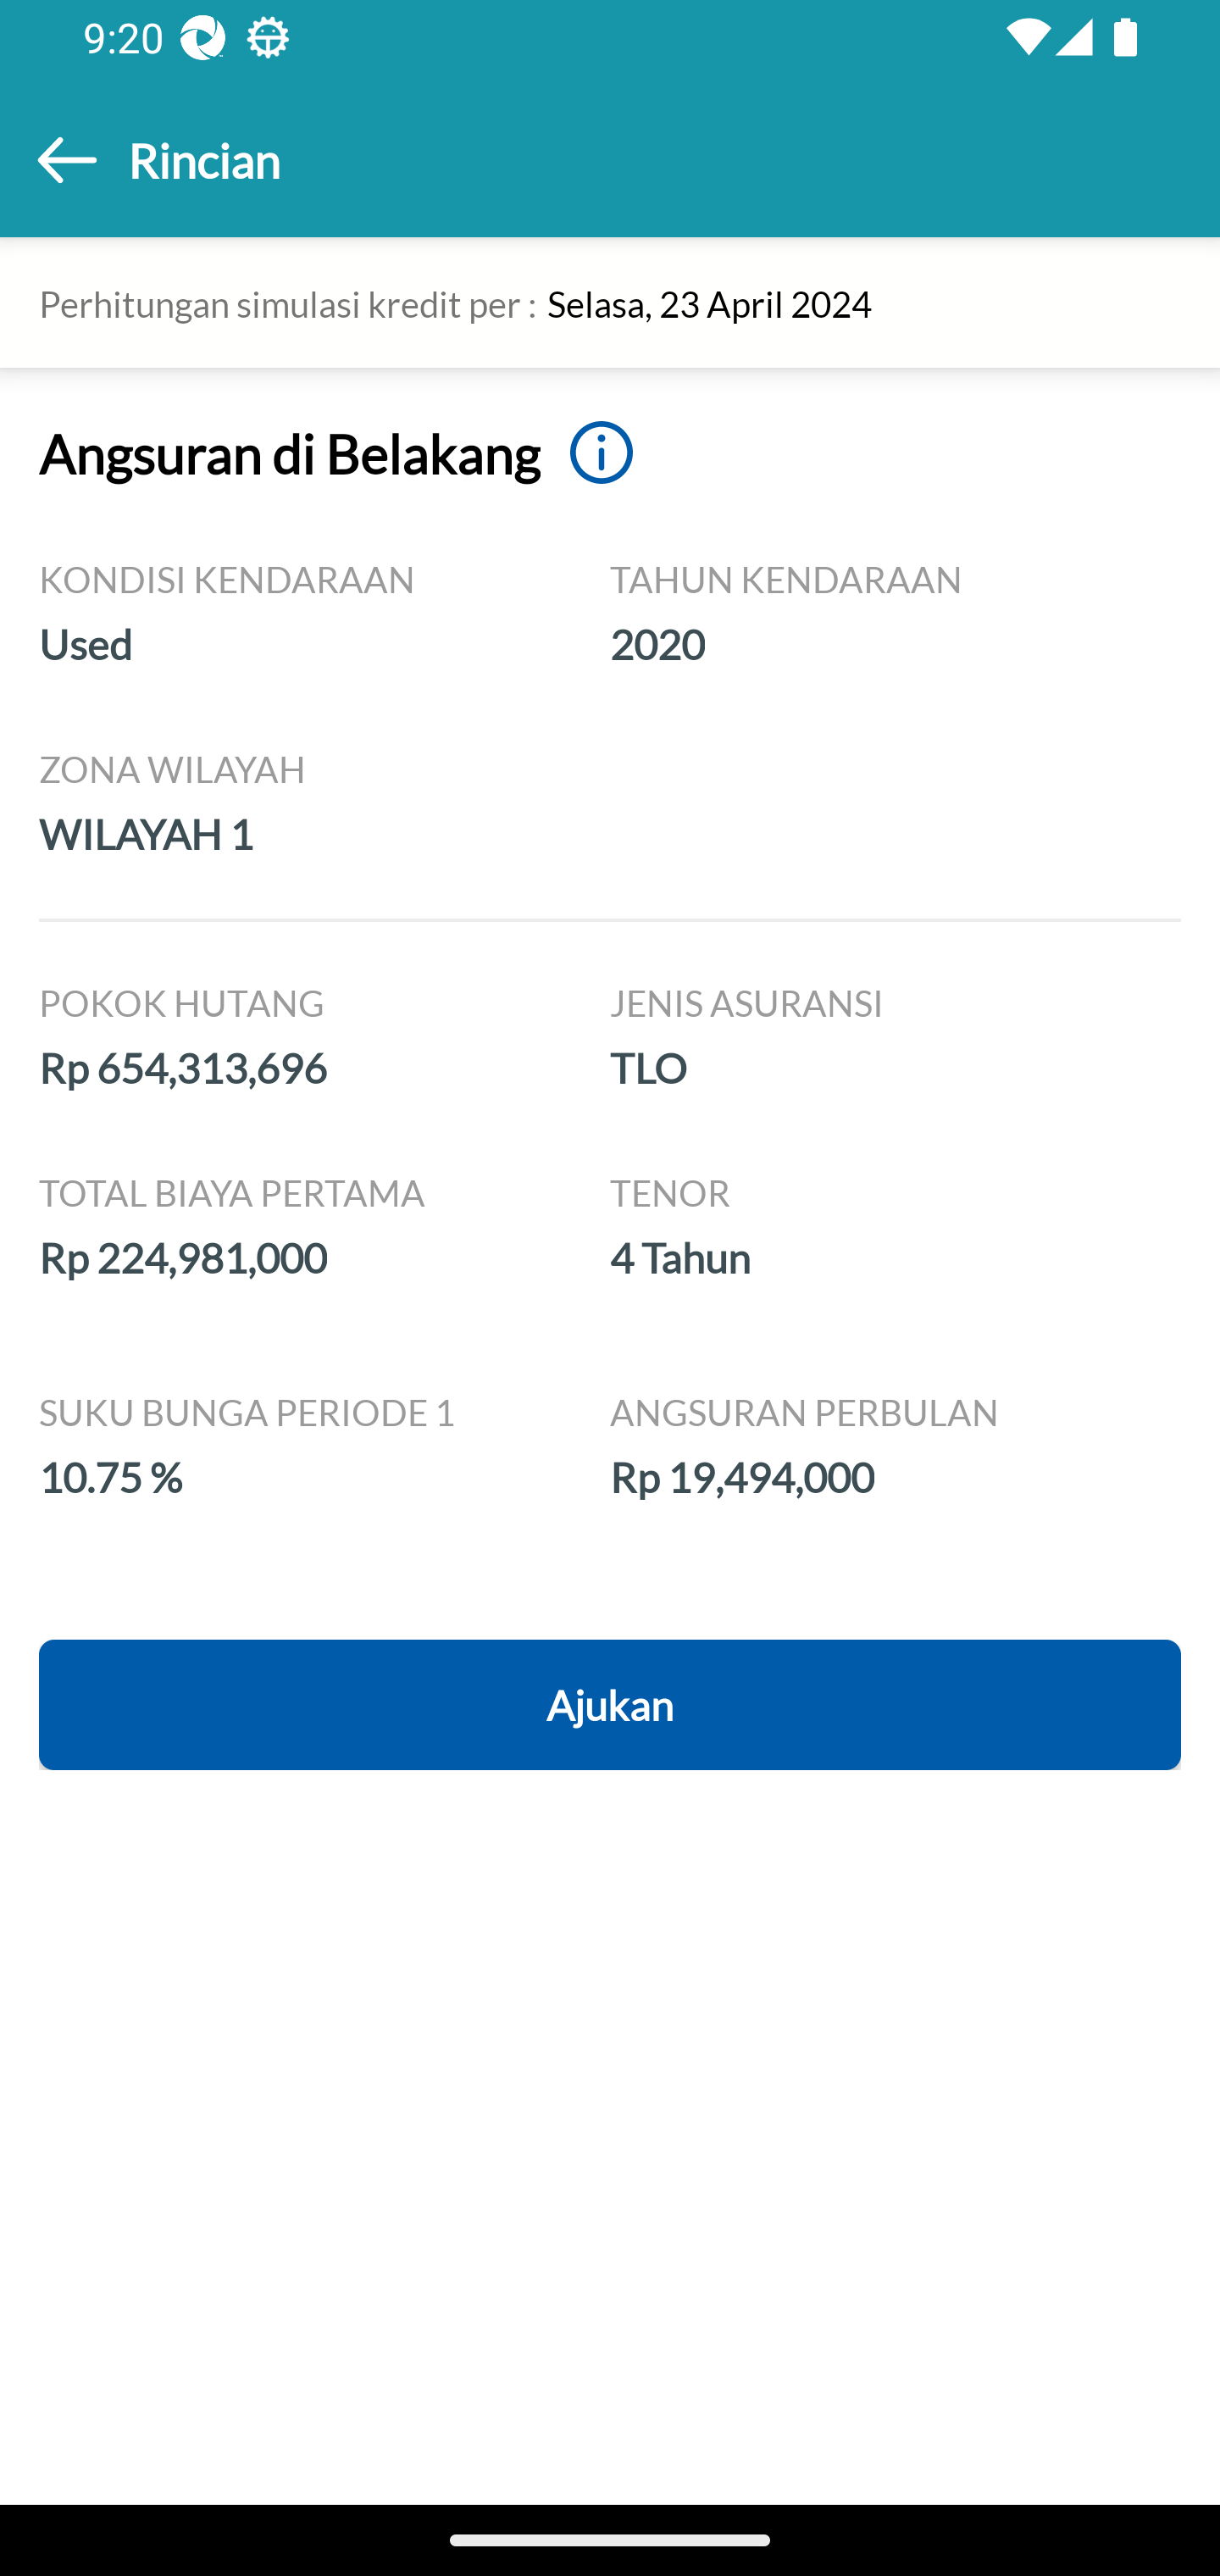 9:20
Rincian
Perhitungan simulasi kredit per : Selasa, 23 April 2024
Angsuran di Belakang
KONDISI KENDARAAN
Used
TAHUN KENDARAAN
2020
ZONA WILAYAH
WILAYAH 1
POKOK HUTANG
Rp 654,313,696
JENIS ASURANSI
TLO
TOTAL BIAYA PERTAMA
Rp 224,981,000
TENOR
4 Tahun
SUKU BUNGA PERIODE 1
10.75 %
ANGSURAN PERBULAN
Rp 19,494,000
Ajukan